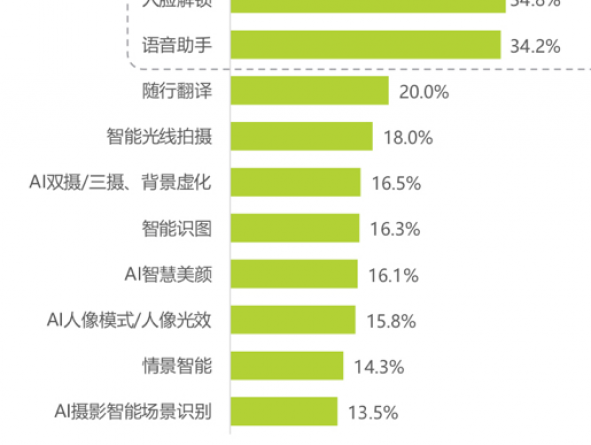 人脸解锁 34.8%
语音助手 34.2%
随行翻译 20.0%
智能光线拍摄 18.0%
AI双摄/三摄、背景虚化 16.5%
智能识图 16.3%
AI智慧美颜 16.1%
AI人像模式/人像光效 15.8%
情景智能 14.3%
AI摄影智能场景识别 13.5%